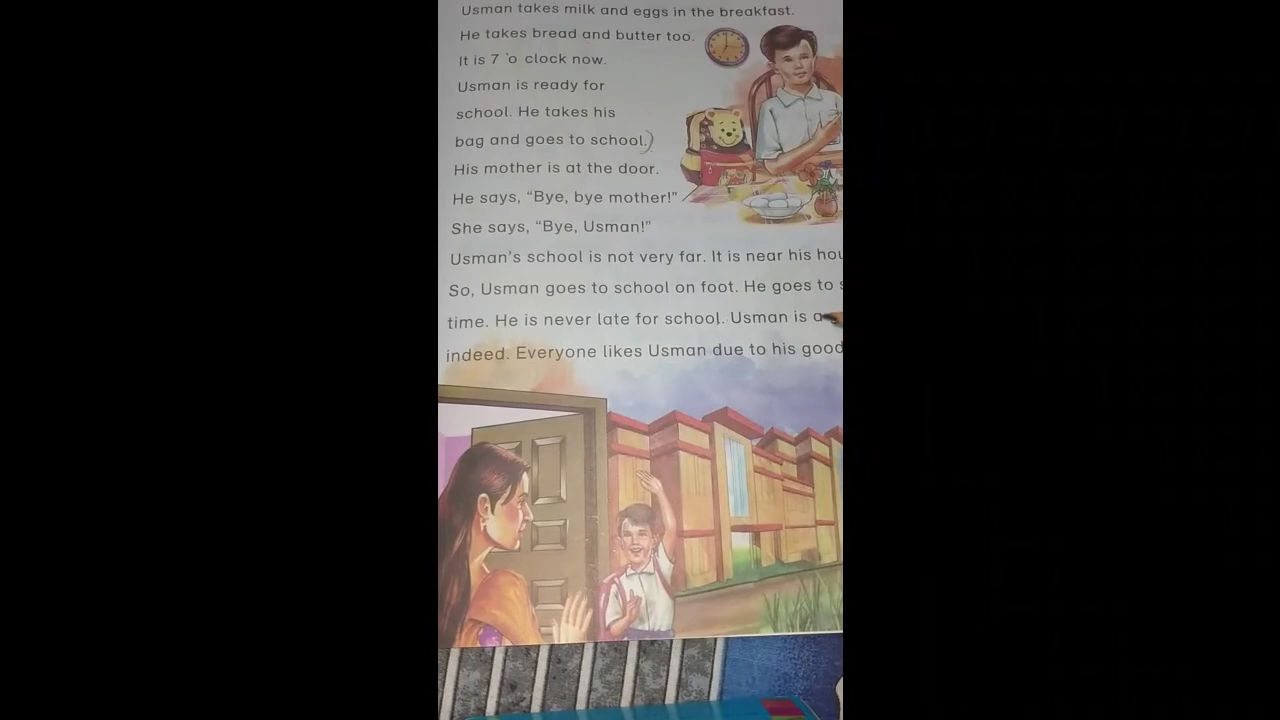 Usman takes milk and eggs in the breakfast.
He takes bread and butter too.
It is 7 'o clock now.
Usman is ready for
school. He takes his
bag and goes to school.)
His mother is at the door.
He says, “Bye, bye mother!”
She says, “Bye, Usman!”
Usman's school is not very far. It is near his
So, Usman goes to school on foot. He goes to
time. He is never late for school. Usman is a
indeed. Everyone likes Usman due to his good